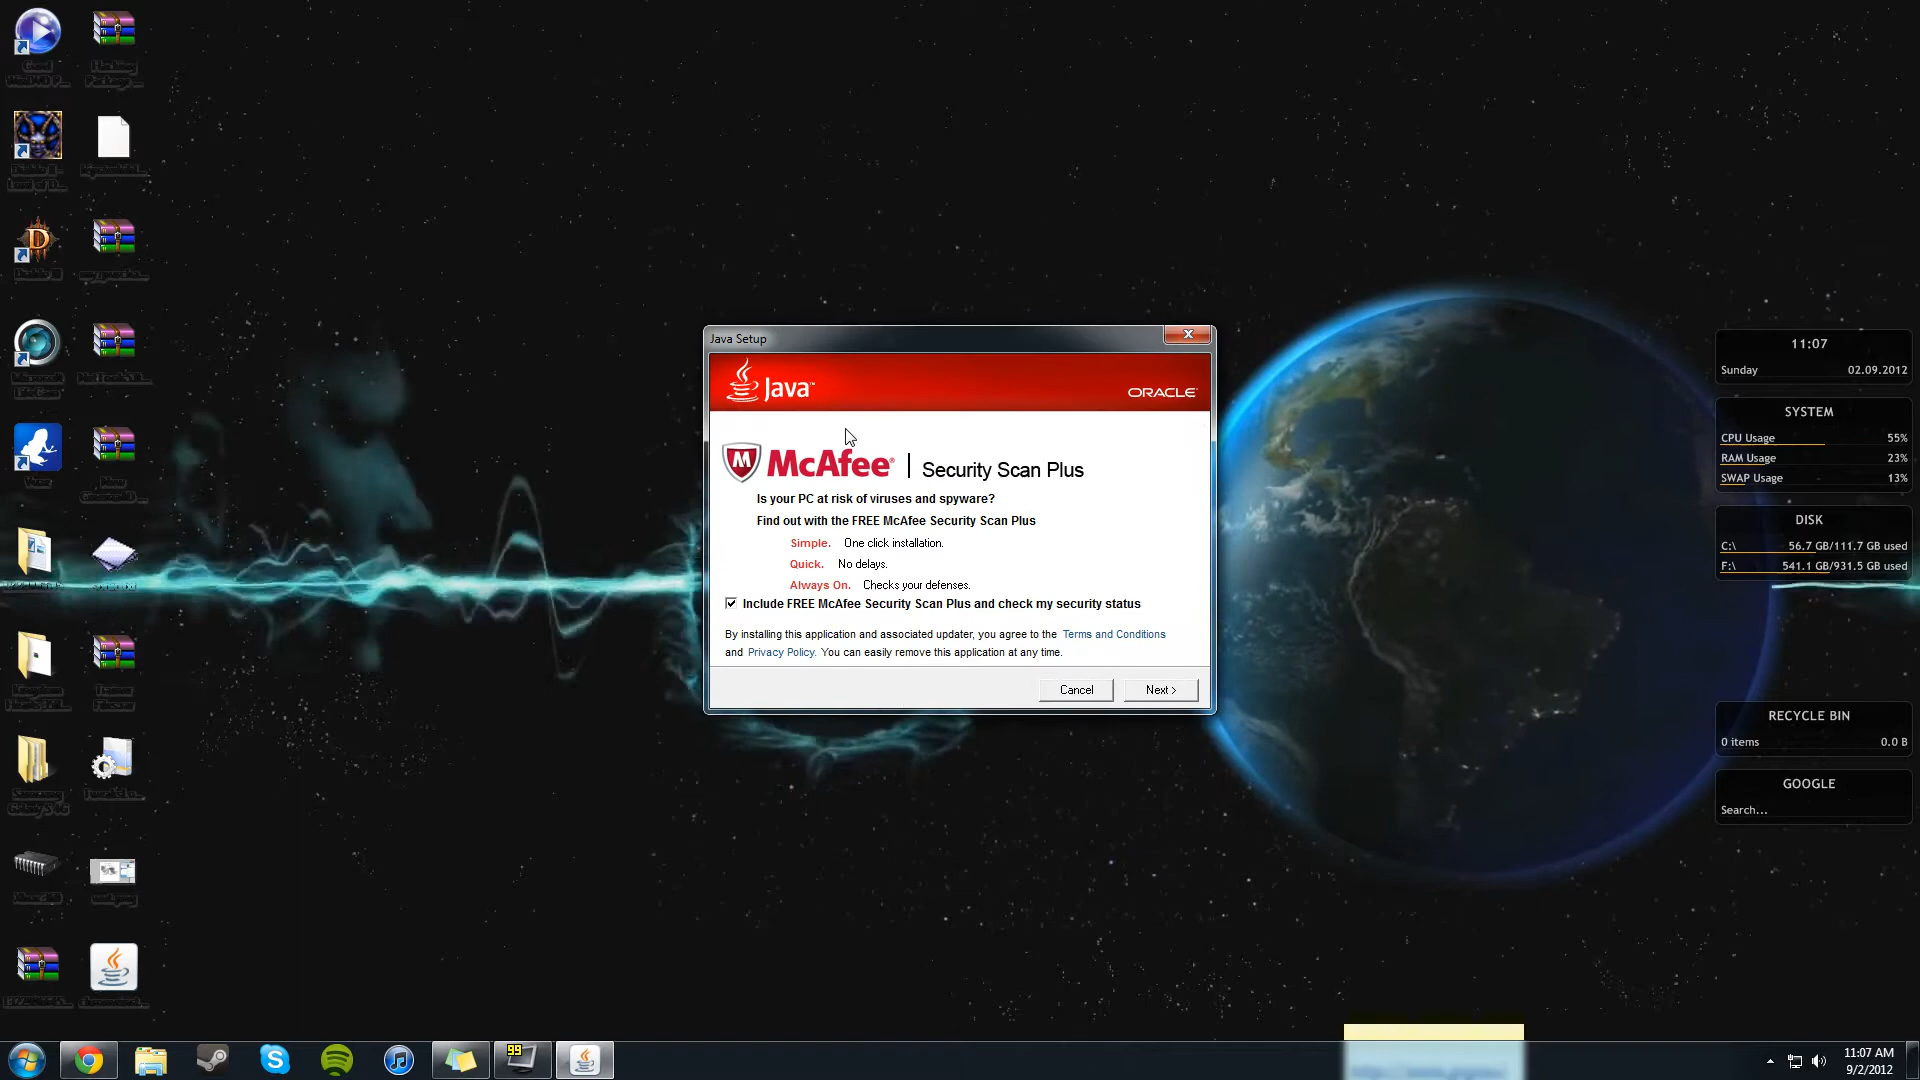 Java Setup
Java™
ORACLE
McAfee® | Security Scan Plus
Is your PC at risk of viruses and spyware?
Find out with the FREE McAfee Security Scan Plus
Simple. One click installation.
Quick. No delays.
Always On. Checks your defenses.
Include FREE McAfee Security Scan Plus and check my security status
By installing this application and associated updater, you agree to the Terms and Conditions
and Privacy Policy. You can easily remove this application at any time.
Cancel
Next >
11:07
Sunday 02.09.2012
SYSTEM
CPU Usage 55%
RAM Usage 23%
SWAP Usage 13%
DISK
C:\ 56.7 GB/111.7 GB used
F:\ 541.1 GB/931.5 GB used
RECYCLE BIN
0 items 0.0 B
GOOGLE
Search...
99
11:07 AM
9/2/2012